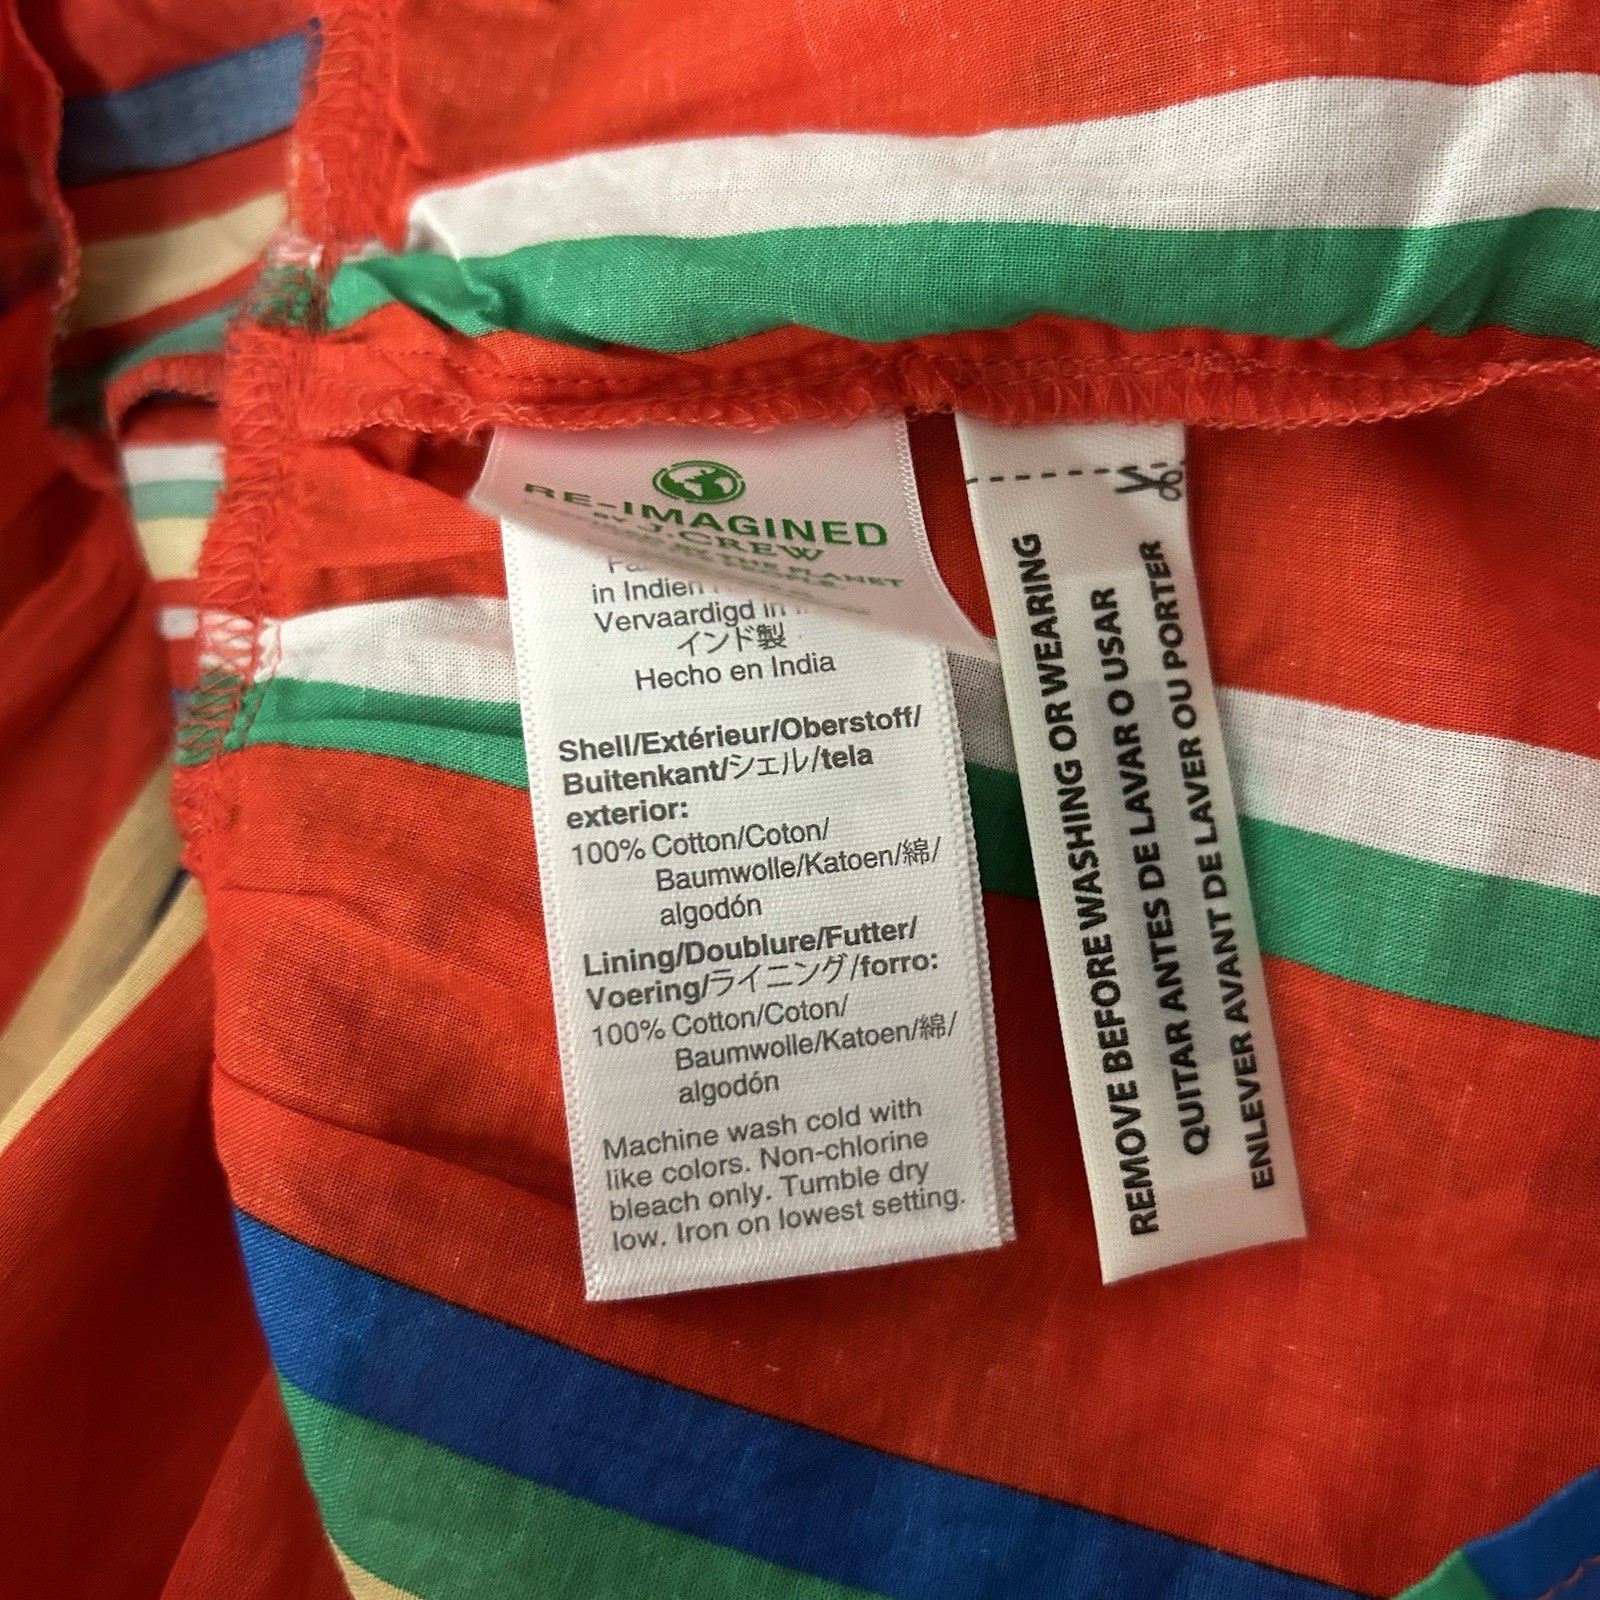 RE-IMAGINED
BY J.CREW
BY THE PLANET
in Indien
Vervaardigd in
インド製
Hecho en India
Shell/Extérieur/Oberstoff/
Buitenkant/シェル/tela
exterior:
100% Cotton/Coton/
Baumwolle/Katoen/綿/
algodón
Lining/Doublure/Futter/
Voering/ライニング/forro:
100% Cotton/Coton/
Baumwolle/Katoen/綿/
algodón
Machine wash cold with
like colors. Non-chlorine
bleach only. Tumble dry
low. Iron on lowest setting.
REMOVE BEFORE WASHING OR WEARING
QUITAR ANTES DE LAVAR O USAR
ENLEVER AVANT DE LAVER OU PORTER